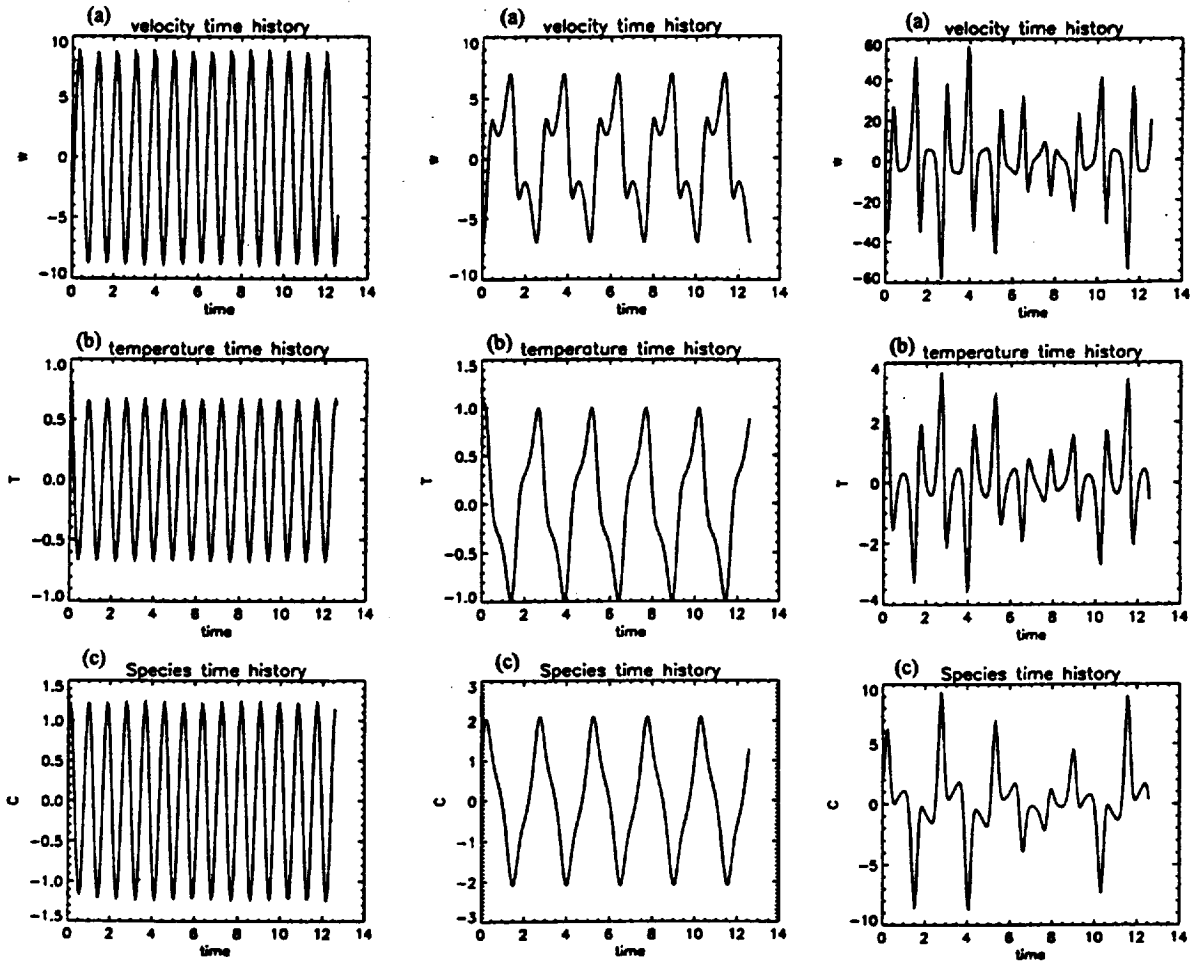 (a)
velocity time history
10
5
0
−5
−10
w
0 2 4 6 8 10 12 14
time
(a)
velocity time history
10
5
0
−5
−10
w
0 2 4 6 8 10 12 14
time
(a)
velocity time history
60
40
20
0
−20
−40
−60
w
0 2 4 6 8 10 12 14
time
(b)
temperature time history
1.0
0.5
0.0
−0.5
−1.0
T
0 2 4 6 8 10 12 14
time
(b)
temperature time history
1.5
1.0
0.5
0.0
−0.5
−1.0
T
0 2 4 6 8 10 12 14
time
(b)
temperature time history
4
2
0
−2
−4
T
0 2 4 6 8 10 12 14
time
(c)
Species time history
1.5
1.0
0.5
0.0
−0.5
−1.0
−1.5
C
0 2 4 6 8 10 12 14
time
(c)
Species time history
3
2
1
0
−1
−2
−3
C
0 2 4 6 8 10 12 14
time
(c)
Species time history
10
5
0
−5
−10
C
0 2 4 6 8 10 12 14
time